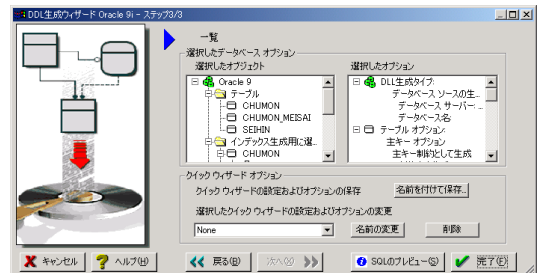 DDL生成ウィザード Oracle 9i - ステップ3/3
一覧
選択したデータベース オプション
選択したオブジェクト
Oracle 9
テーブル
CHUMON
CHUMON_MEISAI
SEIHIN
インデックス生成用に選...
CHUMON
選択したオプション
DDL生成タイプ:
データベース ソースの生...
データベース サーバー: ...
データベース名
テーブル オプション:
主キー オプション
主キー制約として生成
クイック ウィザード オプション
クイック ウィザードの設定およびオプションの保存
名前を付けて保存...
選択したクイック ウィザードの設定およびオプションの変更
None
名前の変更
削除
キャンセル
ヘルプ(H)
戻る(B)
次へ(N)
SQLのプレビュー(S)
完了(F)